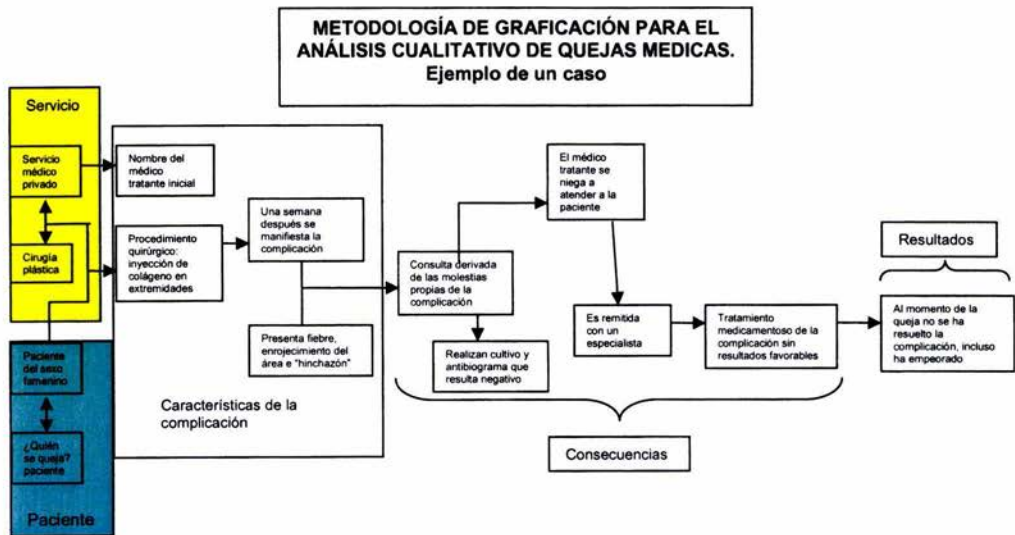 METODOLOGÍA DE GRAFICACIÓN PARA EL
ANÁLISIS CUALITATIVO DE QUEJAS MEDICAS.
Ejemplo de un caso
Servicio
Servicio
médico
privado
Cirugía
plástica
Paciente
del sexo
femenino
¿Quién
se queja?
paciente
Paciente
Nombre del
médico
tratante inicial
Procedimiento
quirúrgico:
inyección de
colágeno en
extremidades
Una semana
después se
manifiesta la
complicación
Presenta fiebre,
enrojecimiento del
área e "hinchazón"
Características de la
complicación
Consulta derivada
de las molestias
propias de la
complicación
Realizan cultivo y
antibiograma que
resulta negativo
El médico
tratante se
niega a
atender a la
paciente
Es remitida
con un
especialista
Tratamiento
medicamentoso de la
complicación sin
resultados favorables
Consecuencias
Resultados
Al momento de la
queja no se ha
resuelto la
complicación, incluso
ha empeorado